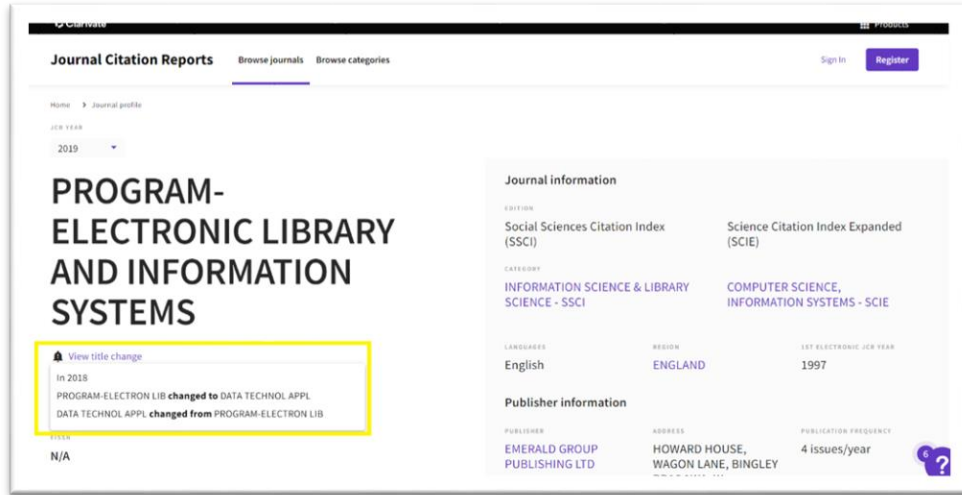 Clarivate
Products
Journal Citation Reports
Browse journals
Browse categories
Sign In
Register
Home > Journal profile
JCR YEAR
2019
PROGRAM-
ELECTRONIC LIBRARY
AND INFORMATION
SYSTEMS
View title change
In 2018
PROGRAM-ELECTRON LIB changed to DATA TECHNOL APPL
DATA TECHNOL APPL changed from PROGRAM-ELECTRON LIB
EISSN
N/A
Journal information
EDITION
Social Sciences Citation Index
(SSCI)
Science Citation Index Expanded
(SCIE)
CATEGORY
INFORMATION SCIENCE & LIBRARY
SCIENCE - SSCI
COMPUTER SCIENCE,
INFORMATION SYSTEMS - SCIE
LANGUAGES
English
REGION
ENGLAND
1ST ELECTRONIC JCR YEAR
1997
Publisher information
PUBLISHER
EMERALD GROUP
PUBLISHING LTD
ADDRESS
HOWARD HOUSE,
WAGON LANE, BINGLEY
PUBLICATION FREQUENCY
4 issues/year
6
?